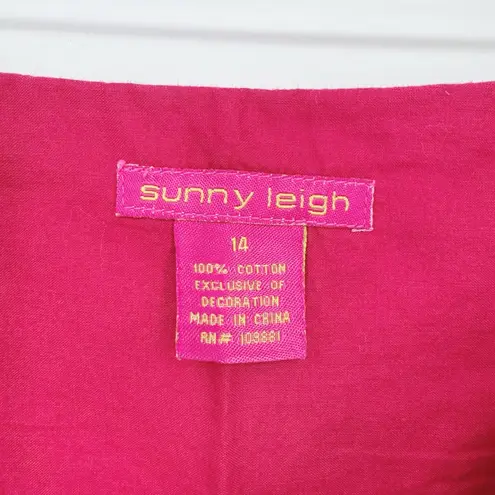 sunny leigh
14
100% COTTON
EXCLUSIVE OF
DECORATION
MADE IN CHINA
RN# 109881